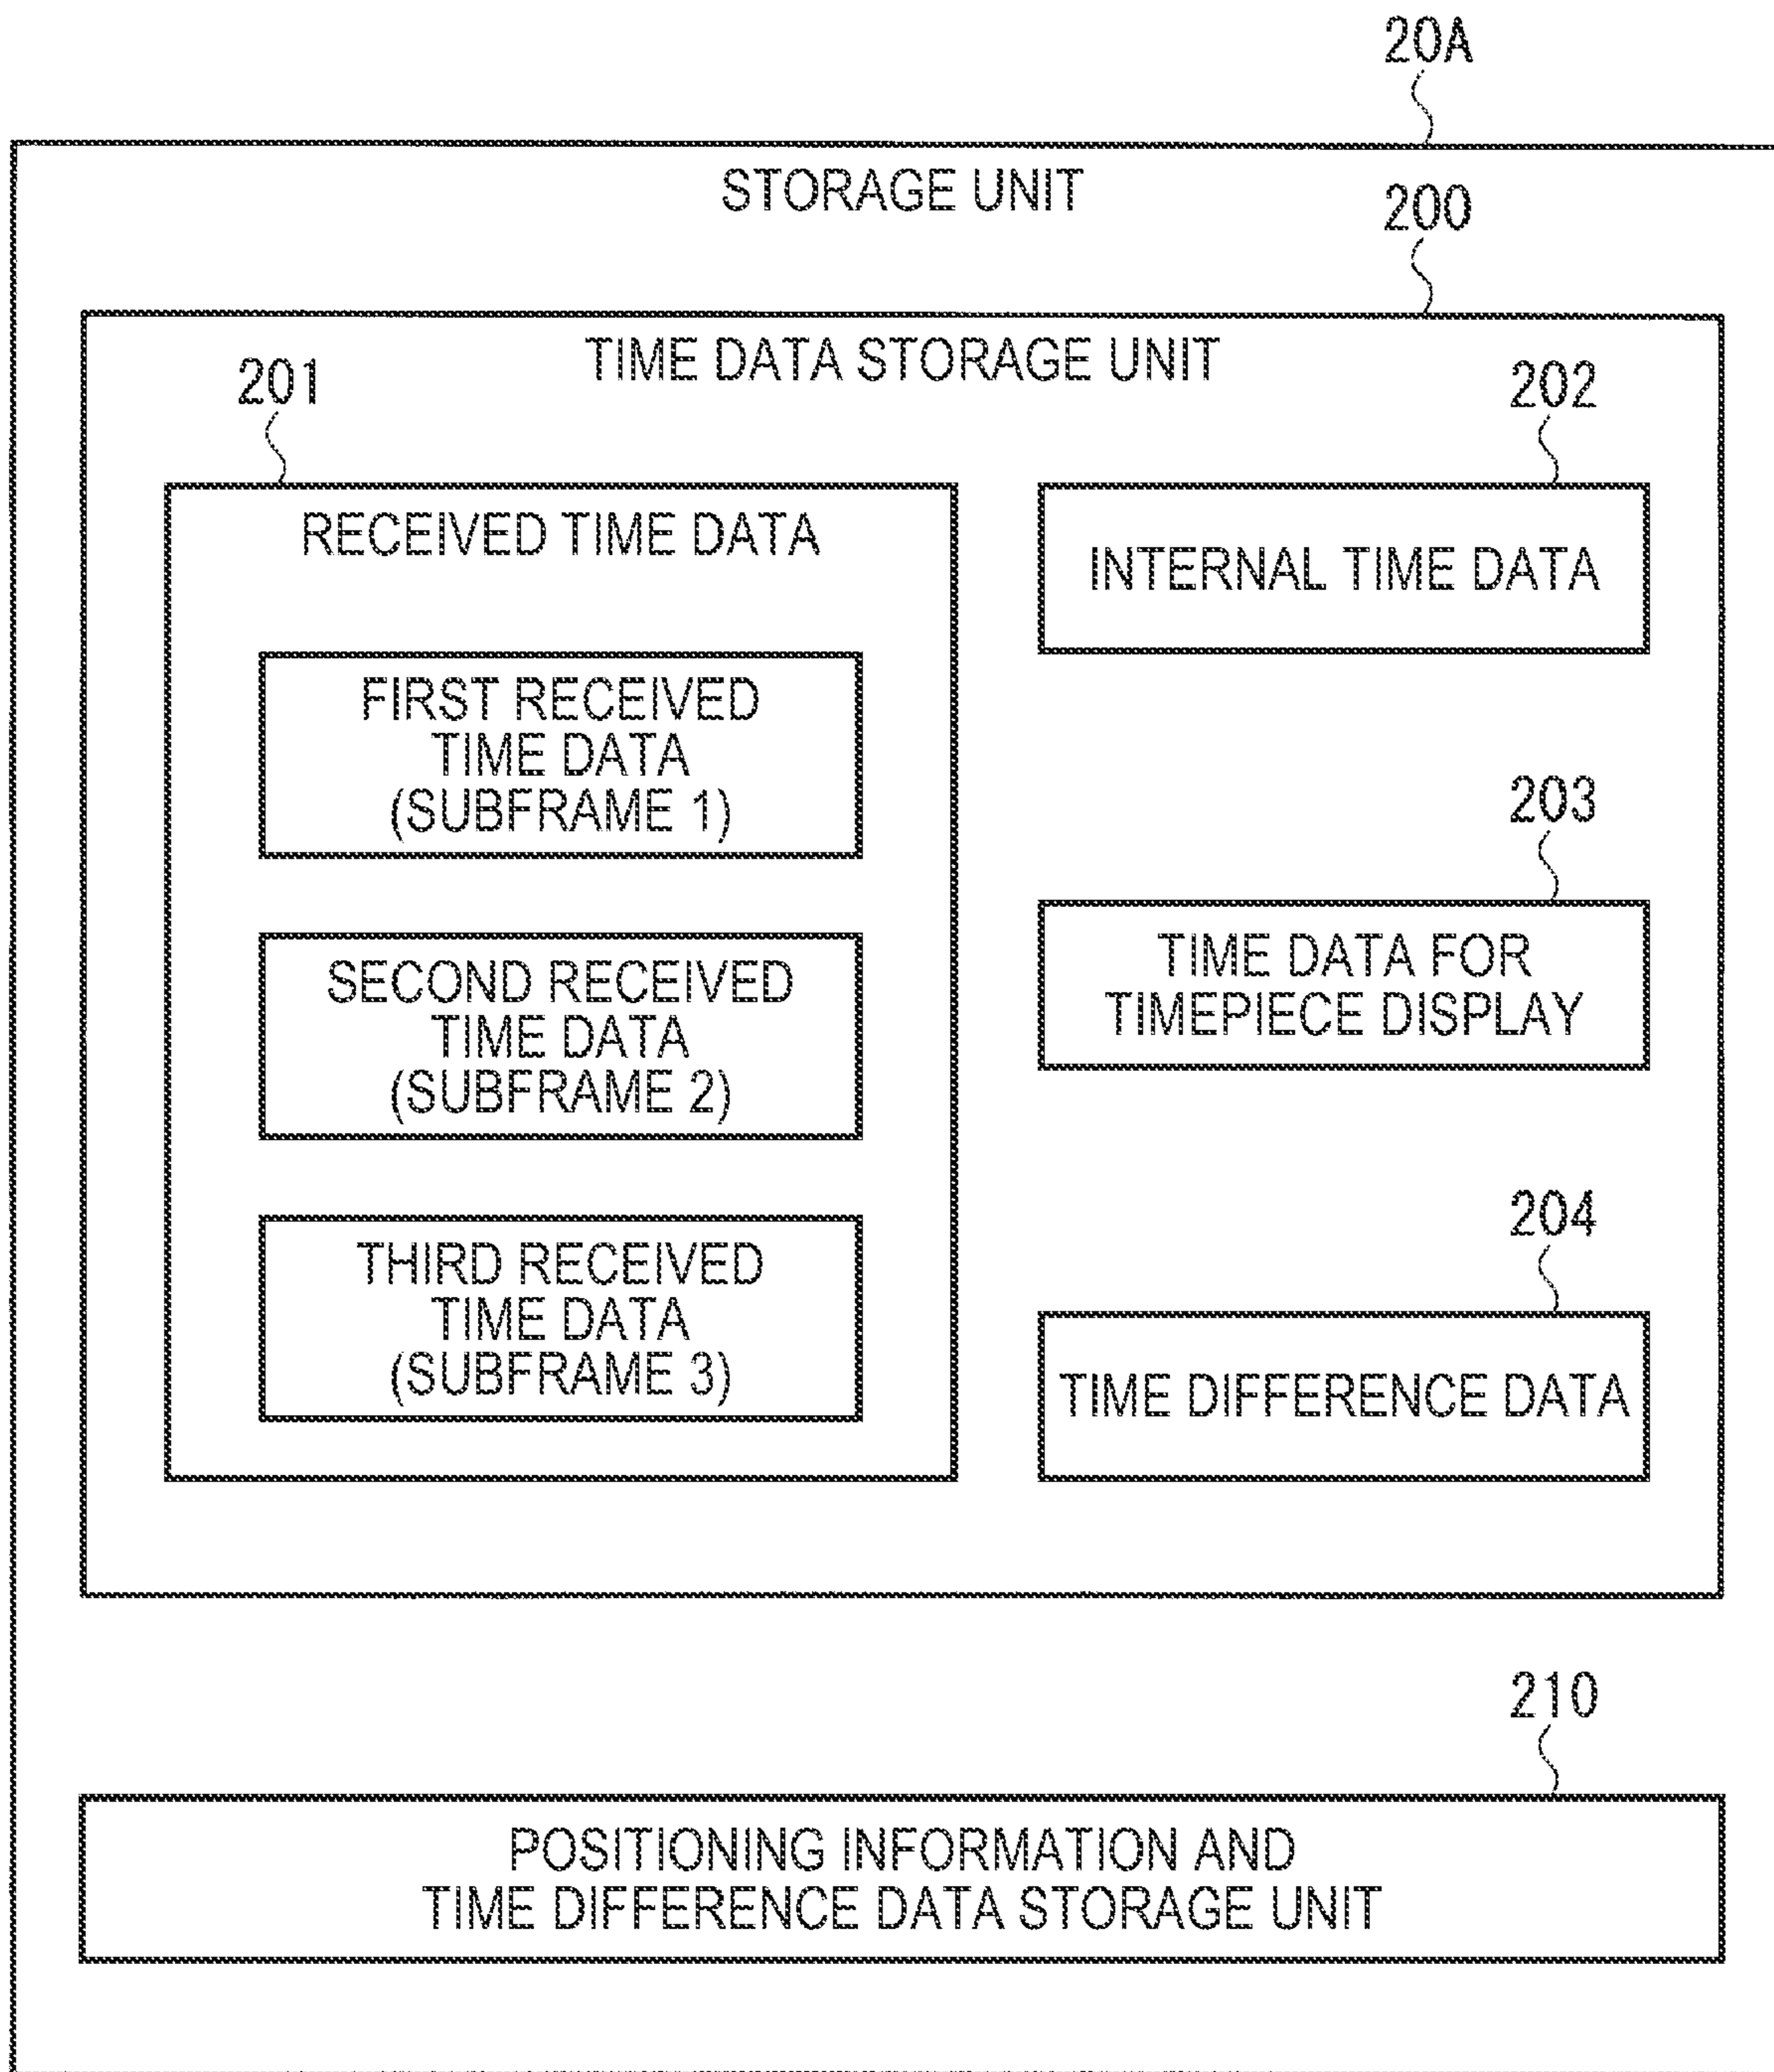 20A
STORAGE UNIT
200
TIME DATA STORAGE UNIT
201
202
RECEIVED TIME DATA
INTERNAL TIME DATA
FIRST RECEIVED
TIME DATA
(SUBFRAME 1)
203
SECOND RECEIVED
TIME DATA
(SUBFRAME 2)
TIME DATA FOR
TIMEPIECE DISPLAY
204
THIRD RECEIVED
TIME DATA
(SUBFRAME 3)
TIME DIFFERENCE DATA
210
POSITIONING INFORMATION AND
TIME DIFFERENCE DATA STORAGE UNIT